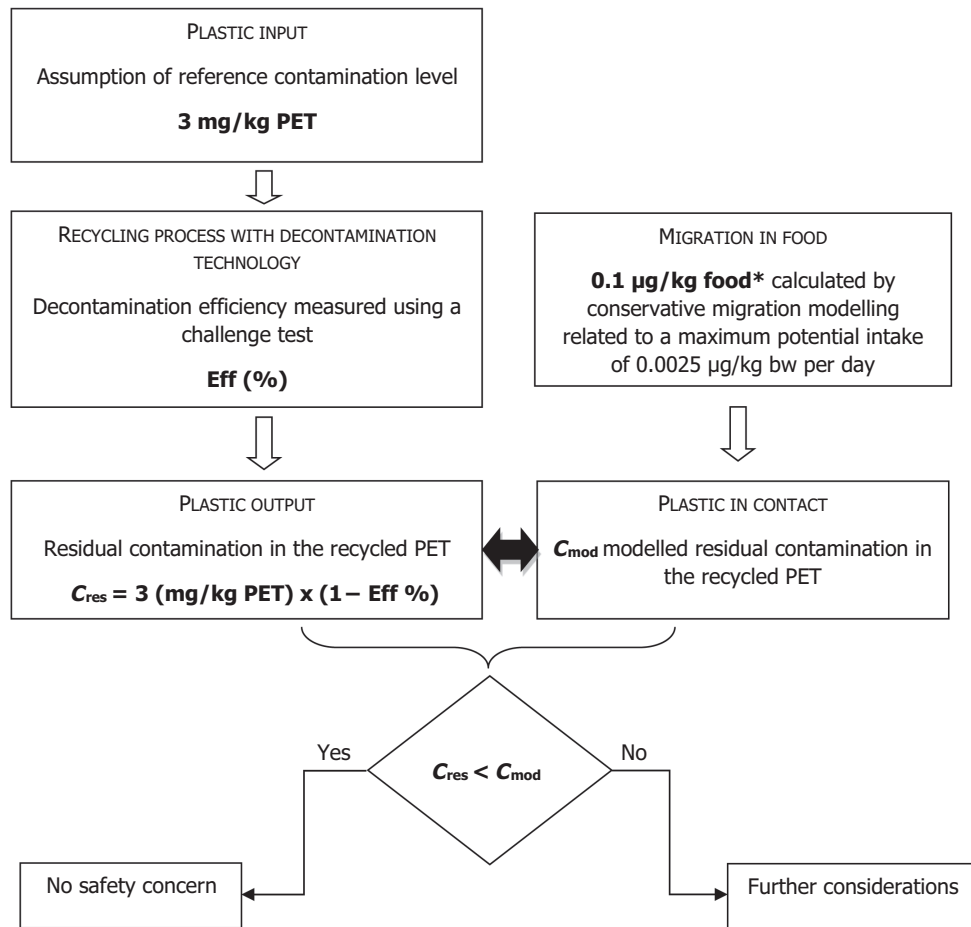 PLASTIC INPUT
Assumption of reference contamination level
3 mg/kg PET
RECYCLING PROCESS WITH DECONTAMINATION
TECHNOLOGY
Decontamination efficiency measured using a
challenge test
Eff (%)
MIGRATION IN FOOD
0.1 µg/kg food* calculated by
conservative migration modelling
related to a maximum potential intake
of 0.0025 µg/kg bw per day
PLASTIC OUTPUT
Residual contamination in the recycled PET
Cres = 3 (mg/kg PET) x (1 – Eff %)
PLASTIC IN CONTACT
Cmod modelled residual contamination in
the recycled PET
Yes
Cres < Cmod
No
No safety concern
Further considerations